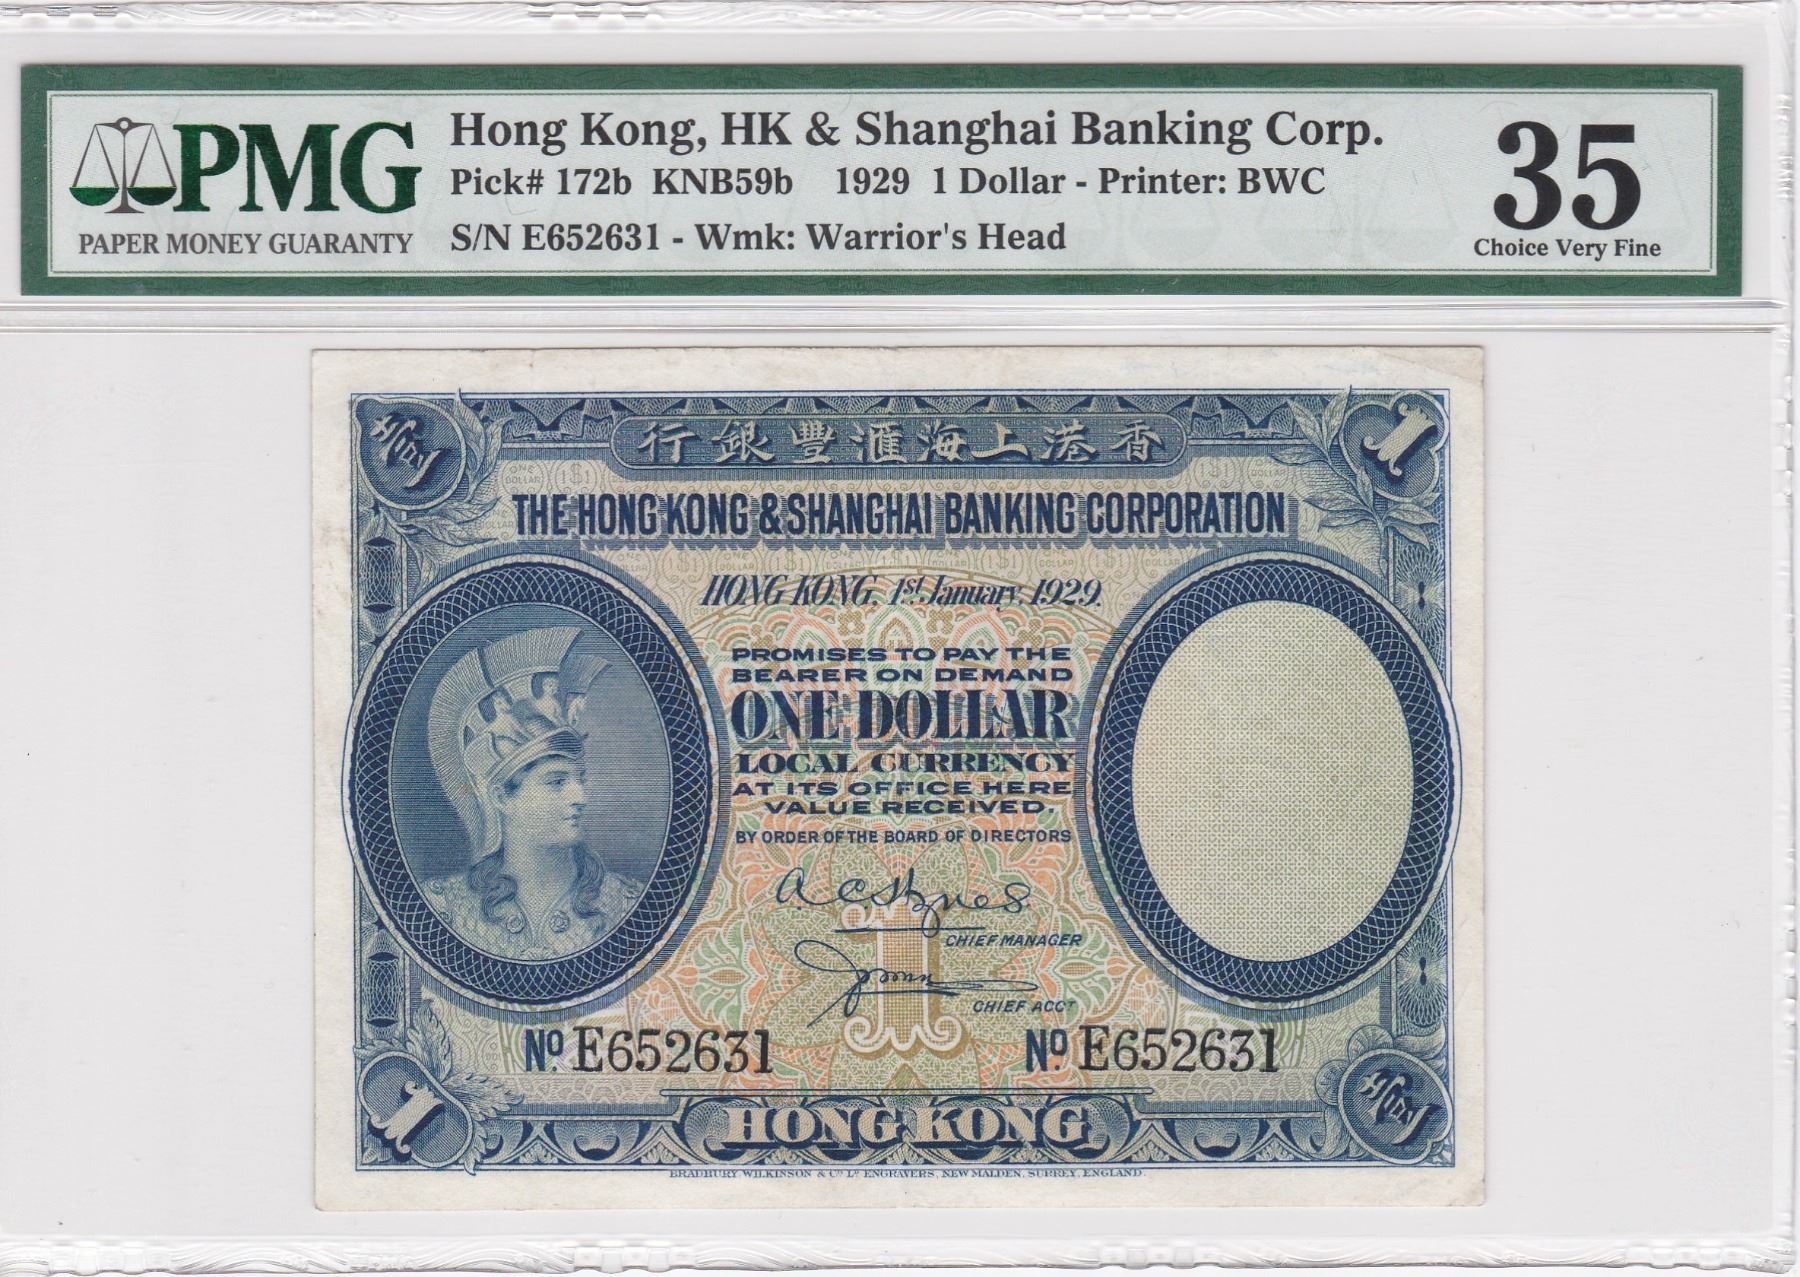 PMG
PAPER MONEY GUARANTY
Hong Kong, HK & Shanghai Banking Corp.
Pick# 172b KNB59b 1929 1 Dollar - Printer: BWC
S/N E652631 - Wmk: Warrior's Head
35
Choice Very Fine
行銀豐滙海上港香
1
THE HONG KONG & SHANGHAI BANKING CORPORATION
HONG KONG, 1st January, 1929.
PROMISES TO PAY THE
BEARER ON DEMAND
ONE DOLLAR
LOCAL CURRENCY
AT ITS OFFICE HERE
VALUE RECEIVED.
BY ORDER OF THE BOARD OF DIRECTORS
CHIEF MANAGER
CHIEF ACCT
1
No. E652631 No. E652631
1
HONG KONG
BRADBURY, WILKINSON & Co. Ld. ENGRAVERS, NEW MALDEN, SURREY, ENGLAND.